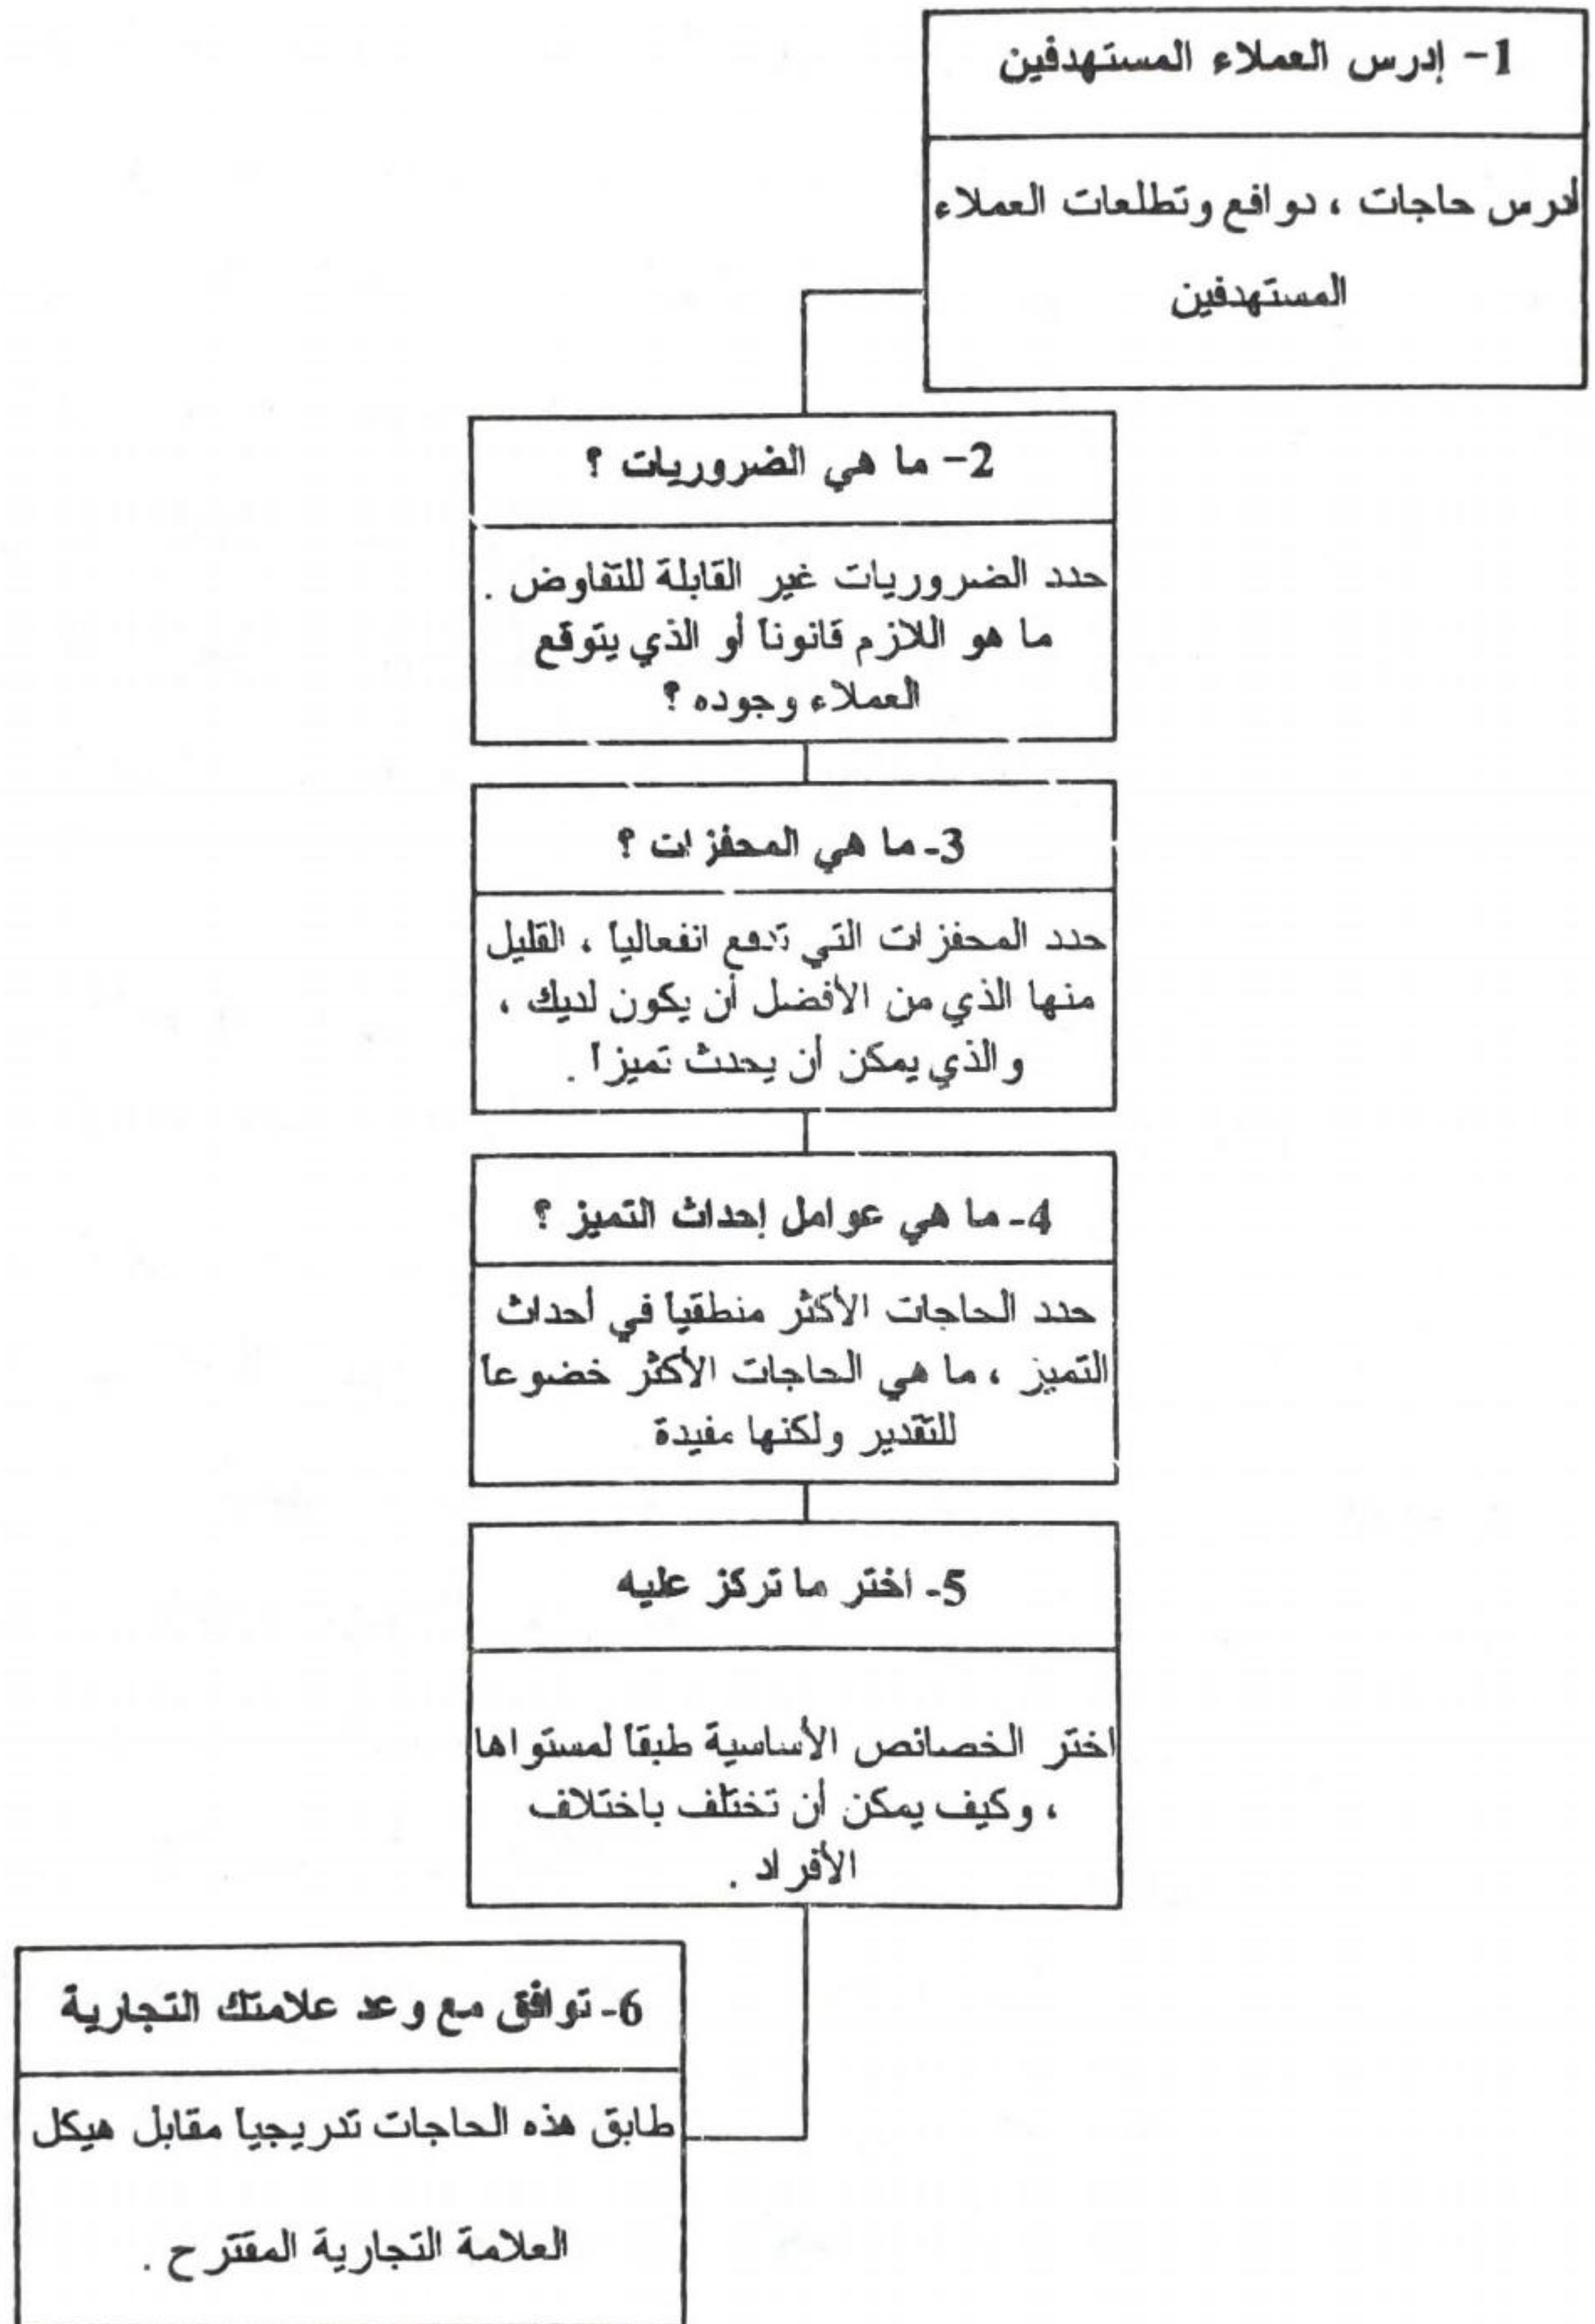 1- إدرس العملاء المستهدفين
أدرس حاجات ، دوافع وتطلعات العملاء
المستهدفين
2- ما هي الضروريات ؟
حدد الضروريات غير القابلة للتفاوض .
ما هو اللازم قانوناً أو الذي يتوقع
العملاء وجوده ؟
3- ما هي المحفزات ؟
حدد المحفزات التي تدفع انفعالياً ، القليل
منها الذي من الأفضل أن يكون لديك ،
والذي يمكن أن يحدث تميزاً .
4- ما هي عوامل إحداث التميز ؟
حدد الحاجات الأكثر منطقياً في أحداث
التميز ، ما هي الحاجات الأكثر خضوعاً
للتقدير ولكنها مفيدة
5- اختر ما تركز عليه
اختر الخصائص الأساسية طبقاً لمستواها
، وكيف يمكن أن تختلف باختلاف
الأفراد .
6- توافق مع وعد علامتك التجارية
طابق هذه الحاجات تدريجياً مقابل هيكل
العلامة التجارية المقترح .